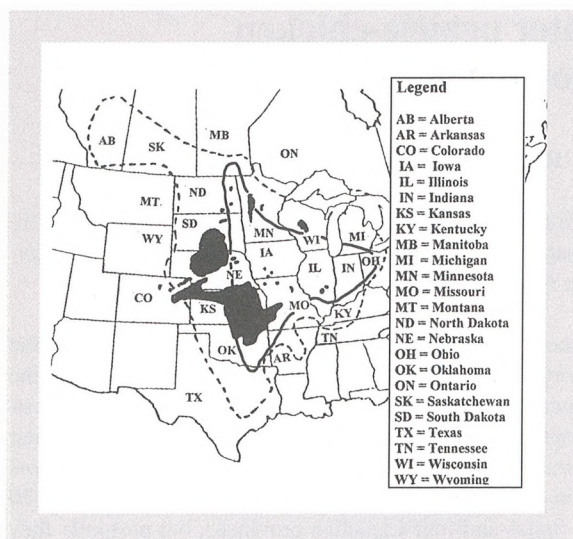 Legend
AB = Alberta
AR = Arkansas
CO = Colorado
IA = Iowa
IL = Illinois
IN = Indiana
KS = Kansas
KY = Kentucky
MB = Manitoba
MI = Michigan
MN = Minnesota
MO = Missouri
MT = Montana
ND = North Dakota
NE = Nebraska
OH = Ohio
OK = Oklahoma
ON = Ontario
SK = Saskatchewan
SD = South Dakota
TX = Texas
TN = Tennessee
WI = Wisconsin
WY = Wyoming
AB
SK
MB
ON
MT.
ND
SD
MN
WI
MI
WY
IA
NE
IL
IN
OH
CO
KS
MO
KY
OK
AR
TN
TX